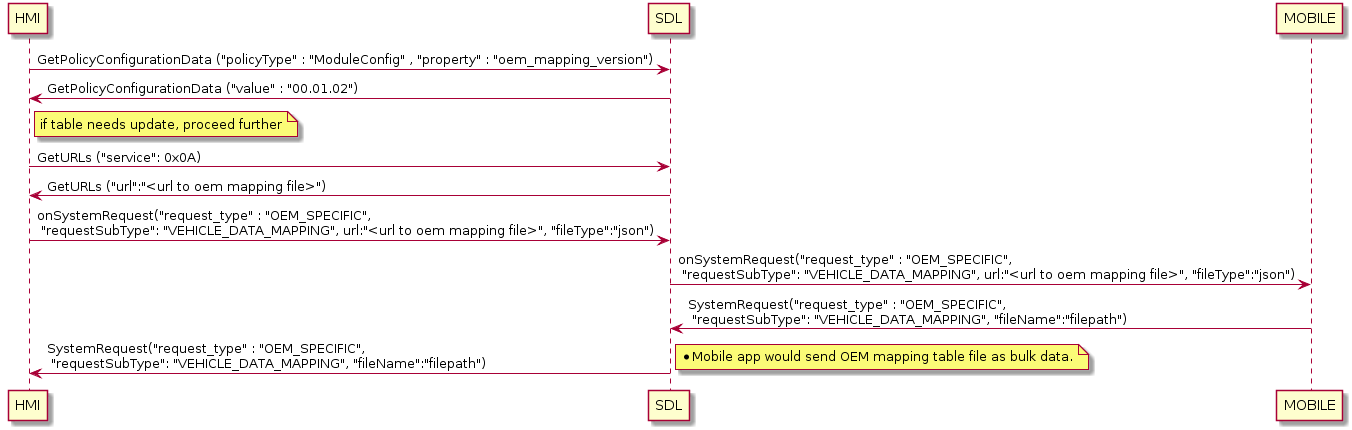 HMI
SDL
MOBILE
GetPolicyConfigurationData ("policyType" : "ModuleConfig" , "property" : "oem_mapping_version")
GetPolicyConfigurationData ("value" : "00.01.02")
if table needs update, proceed further
GetURLs ("service": 0x0A)
GetURLs ("url":"<url to oem mapping file>")
onSystemRequest("request_type" : "OEM_SPECIFIC",
"requestSubType": "VEHICLE_DATA_MAPPING", url:"<url to oem mapping file>", "fileType":"json")
onSystemRequest("request_type" : "OEM_SPECIFIC",
"requestSubType": "VEHICLE_DATA_MAPPING", url:"<url to oem mapping file>", "fileType":"json")
SystemRequest("request_type" : "OEM_SPECIFIC",
"requestSubType": "VEHICLE_DATA_MAPPING", "fileName":"filepath")
SystemRequest("request_type" : "OEM_SPECIFIC",
"requestSubType": "VEHICLE_DATA_MAPPING", "fileName":"filepath")
• Mobile app would send OEM mapping table file as bulk data.
HMI
SDL
MOBILE